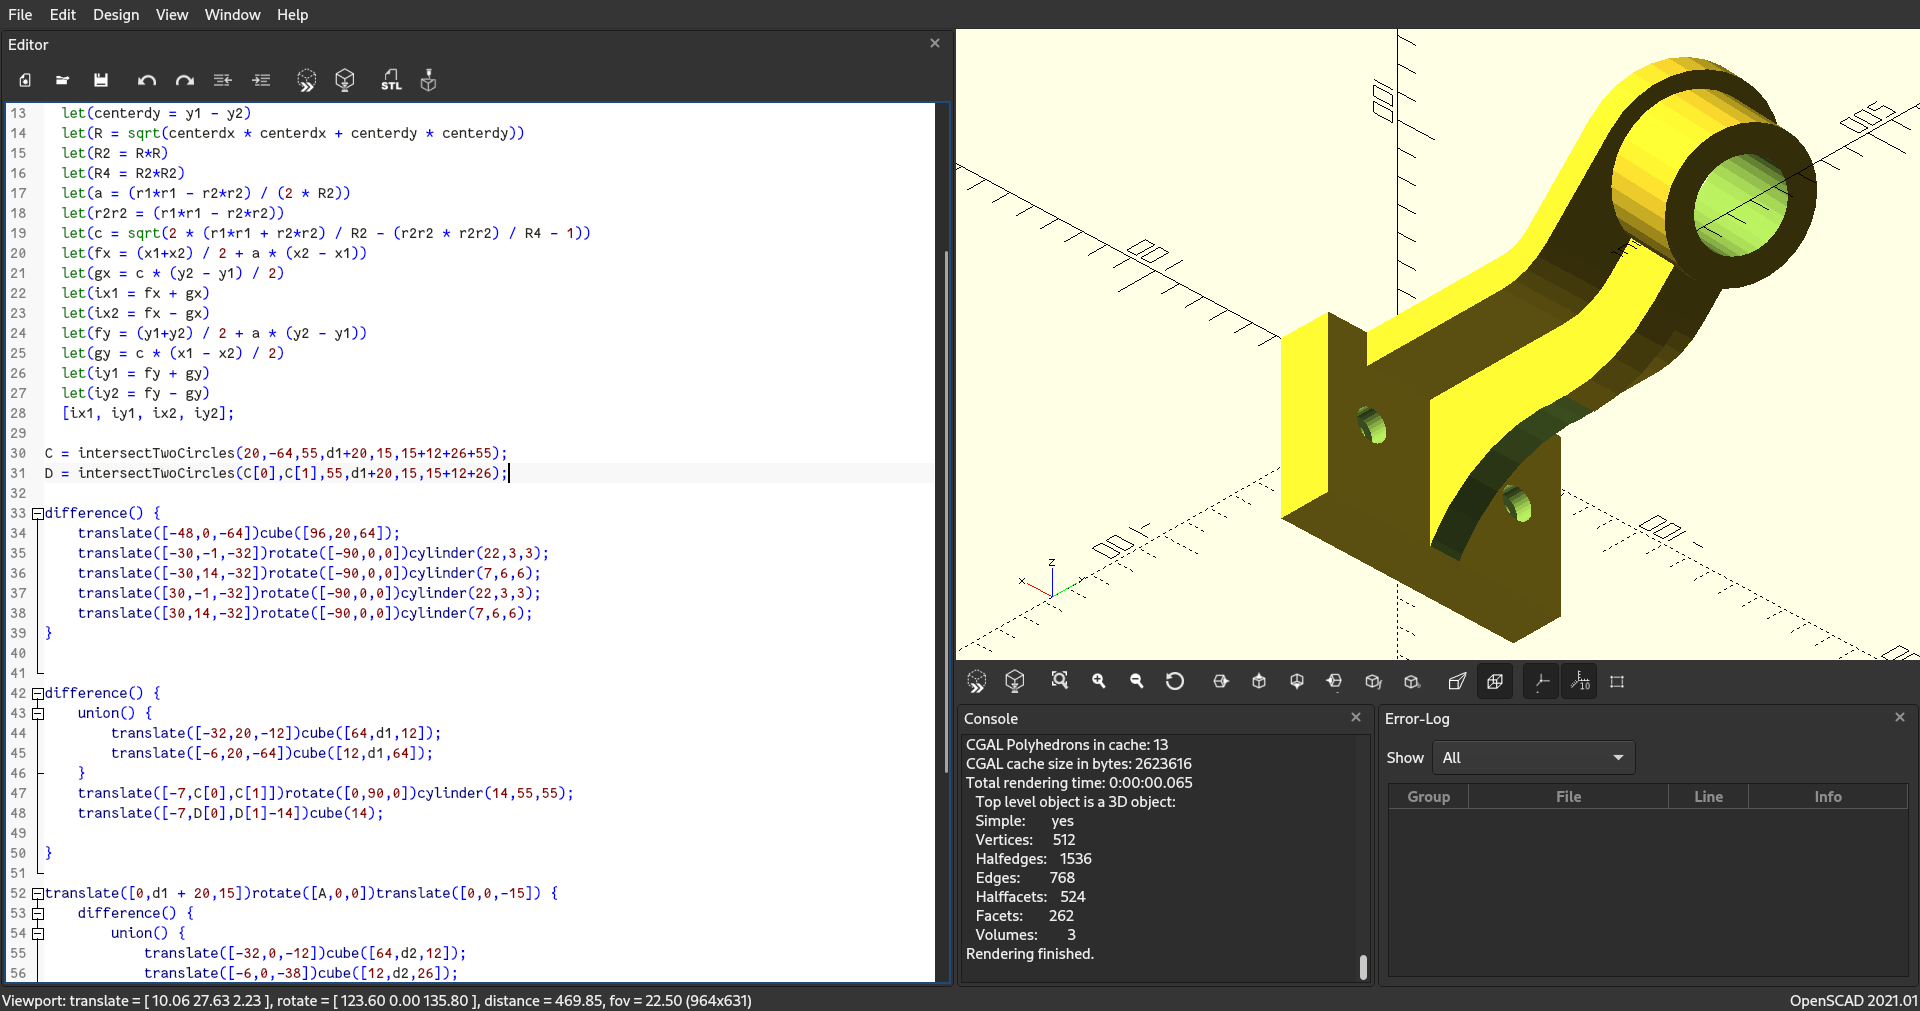 File Edit Design View Window Help
Editor
STL
13 let(centerdy = y1 - y2)
14 let(R = sqrt(centerdx * centerdx + centerdy * centerdy))
15 let(R2 = R*R)
16 let(R4 = R2*R2)
17 let(a = (r1*r1 - r2*r2) / (2 * R2))
18 let(r2r2 = (r1*r1 - r2*r2))
19 let(c = sqrt(2 * (r1*r1 + r2*r2) / R2 - (r2r2 * r2r2) / R4 - 1))
20 let(fx = (x1+x2) / 2 + a * (x2 - x1))
21 let(gx = c * (y2 - y1) / 2)
22 let(ix1 = fx + gx)
23 let(ix2 = fx - gx)
24 let(fy = (y1+y2) / 2 + a * (y2 - y1))
25 let(gy = c * (x1 - x2) / 2)
26 let(iy1 = fy + gy)
27 let(iy2 = fy - gy)
28 [ix1, iy1, ix2, iy2];
29
30 C = intersectTwoCircles(20,-64,55,d1+20,15,15+12+26+55);
31 D = intersectTwoCircles(C[0],C[1],55,d1+20,15,15+12+26);
32
33 difference() {
34 translate([-48,0,-64])cube([96,20,64]);
35 translate([-30,-1,-32])rotate([-90,0,0])cylinder(22,3,3);
36 translate([-30,14,-32])rotate([-90,0,0])cylinder(7,6,6);
37 translate([30,-1,-32])rotate([-90,0,0])cylinder(22,3,3);
38 translate([30,14,-32])rotate([-90,0,0])cylinder(7,6,6);
39 }
40
41
42 difference() {
43 union() {
44 translate([-32,20,-12])cube([64,d1,12]);
45 translate([-6,20,-64])cube([12,d1,64]);
46 }
47 translate([-7,C[0],C[1]])rotate([0,90,0])cylinder(14,55,55);
48 translate([-7,D[0],D[1]-14])cube(14);
49
50 }
51
52 translate([0,d1 + 20,15])rotate([A,0,0])translate([0,0,-15]) {
53 difference() {
54 union() {
55 translate([-32,0,-12])cube([64,d2,12]);
56 translate([-6,0,-38])cube([12,d2,26]);
x
z
10
Console
CGAL Polyhedrons in cache: 13
CGAL cache size in bytes: 2623616
Total rendering time: 0:00:00.065
Top level object is a 3D object:
Simple: yes
Vertices: 512
Halfedges: 1536
Edges: 768
Halffacets: 524
Facets: 262
Volumes: 3
Rendering finished.
Error-Log
Show All
Group File Line Info
Viewport: translate = [ 10.06 27.63 2.23 ], rotate = [ 123.60 0.00 135.80 ], distance = 469.85, fov = 22.50 (964x631)
OpenSCAD 2021.01